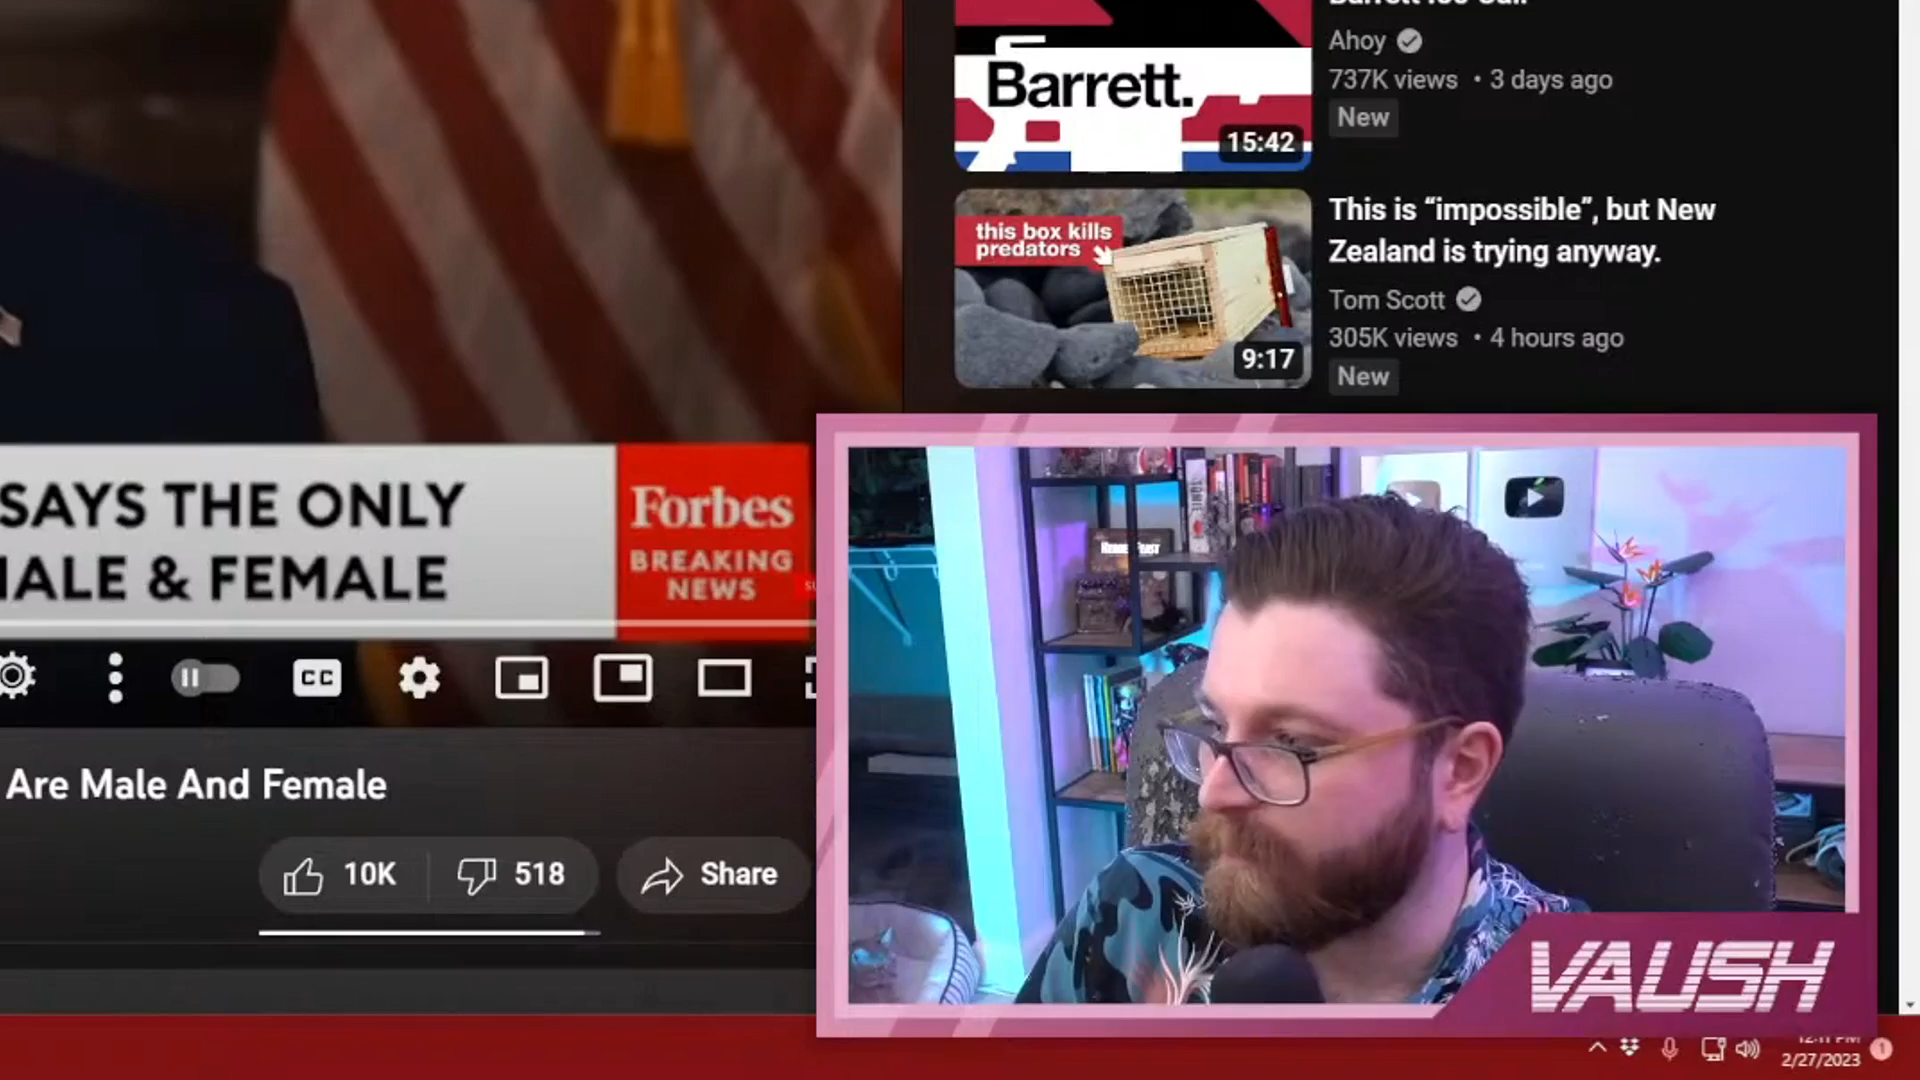 Ahoy
737K views • 3 days ago
New
Barrett.
15:42
This is “impossible”, but New
Zealand is trying anyway.
Tom Scott
305K views • 4 hours ago
New
this box kills
predators
9:17
SAYS THE ONLY
MALE & FEMALE
Forbes
BREAKING
NEWS
CC
Are Male And Female
10K
518
Share
VAUSH
2/27/2023
1